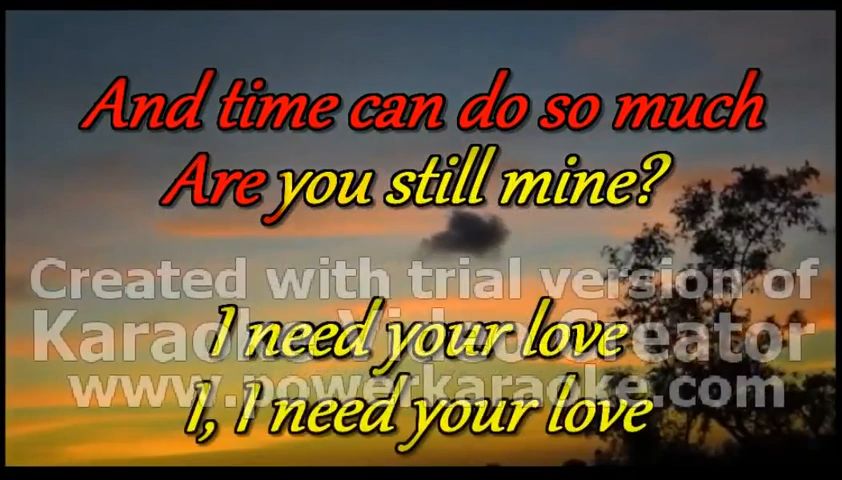 And time can do so much
Are you still mine?
Created with trial version of
I need your love
Karaoke Video Creator
www.powerkaraoke.com
I, I need your love